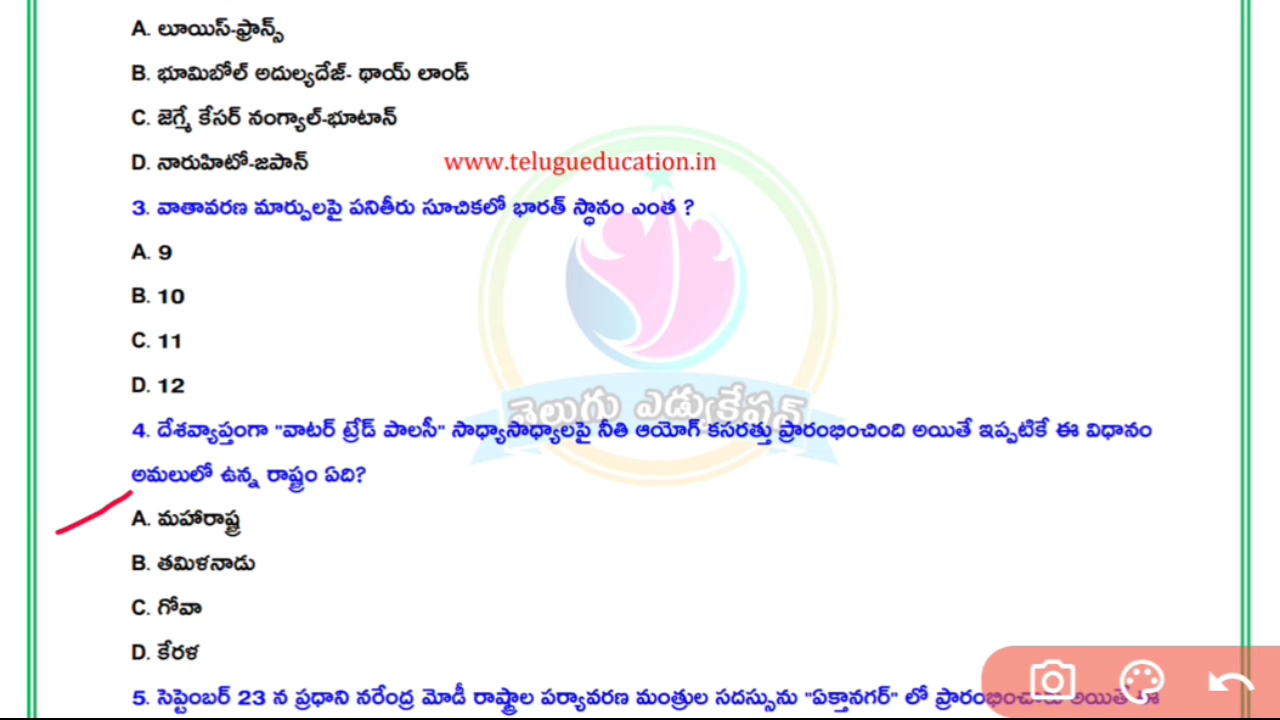 A. లూయిస్-ఫ్రాన్స్
B. భూమిబోల్ అదుల్యదేజ్- థాయ్ లాండ్
C. జెగ్మే కేసర్ నంగ్యాల్-భూటాన్
D. నారుహిటో-జపాన్ www.telugueducation.in
3. వాతావరణ మార్పులపై పనితీరు సూచికలో భారత్ స్థానం ఎంత ?
A. 9
B. 10
C. 11
D. 12
తెలుగు ఎడ్యుకేషన్
4. దేశవ్యాప్తంగా "వాటర్ ట్రేడ్ పాలసీ" సాధ్యాసాధ్యాలపై నీతి ఆయోగ్ కసరత్తు ప్రారంభించింది అయితే ఇప్పటికే ఈ విధానం
అమలులో ఉన్న రాష్ట్రం ఏది?
A. మహారాష్ట్ర
B. తమిళనాడు
C. గోవా
D. కేరళ
5. సెప్టెంబర్ 23 న ప్రధాని నరేంద్ర మోడీ రాష్ట్రాల పర్యావరణ మంత్రుల సదస్సును "ఏక్తానగర్" లో ప్రారంభించారు అయితే ఈ